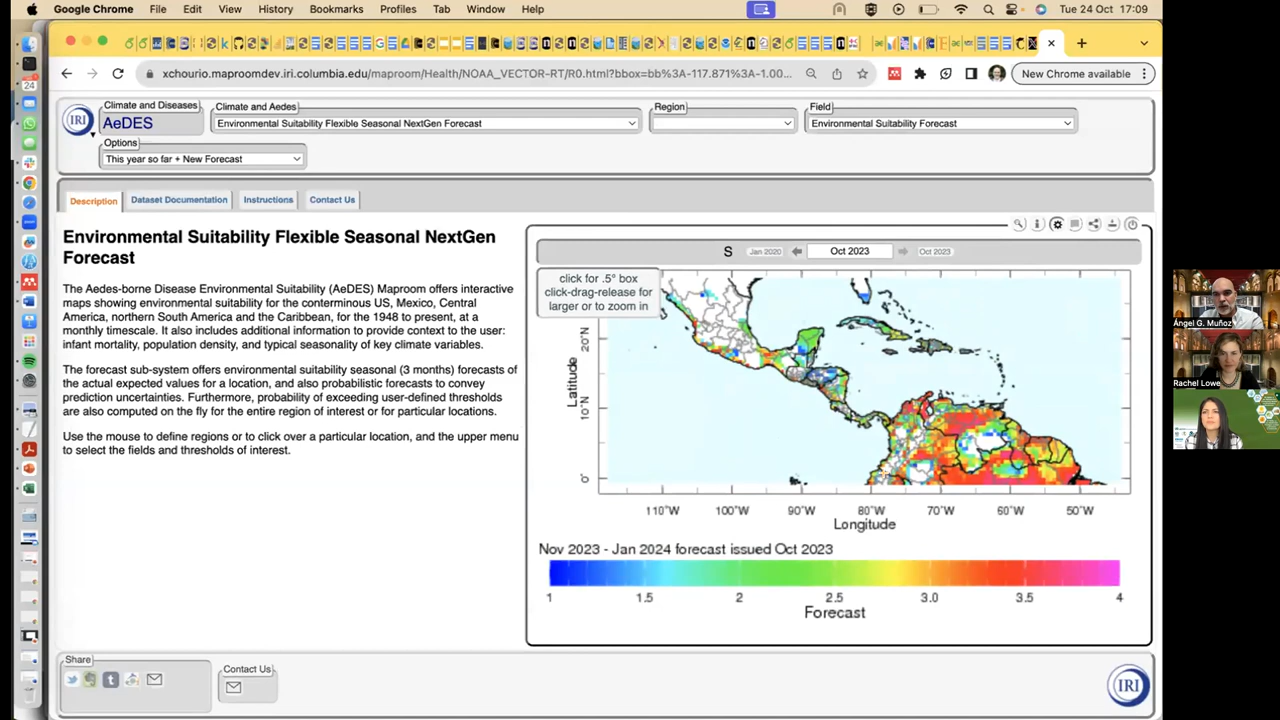 Google Chrome File Edit View History Bookmarks Profiles Tab Window Help Tue 24 Oct 17:09
24
xchourio.maproomdev.iri.columbia.edu/maproom/Health/NOAA_VECTOR-RT/R0.html?bbox=bb%3A-117.871%3A-1.00... New Chrome available
IRI
Climate and Diseases
AeDES
Climate and Aedes
Environmental Suitability Flexible Seasonal NextGen Forecast
Region
Field
Environmental Suitability Forecast
Options
This year so far + New Forecast
Description Dataset Documentation Instructions Contact Us
Environmental Suitability Flexible Seasonal NextGen
Forecast
The Aedes-borne Disease Environmental Suitability (AeDES) Maproom offers interactive
maps showing environmental suitability for the conterminous US, Mexico, Central
America, northern South America and the Caribbean, for the 1948 to present, at a
monthly timescale. It also includes additional information to provide context to the user:
infant mortality, population density, and typical seasonality of key climate variables.
The forecast sub-system offers environmental suitability seasonal (3 months) forecasts of
the actual expected values for a location, and also probabilistic forecasts to convey
prediction uncertainties. Furthermore, probability of exceeding user-defined thresholds
are also computed on the fly for the entire region of interest or for particular locations.
Use the mouse to define regions or to click over a particular location, and the upper menu
to select the fields and thresholds of interest.
S Jan 2020 Oct 2023 Oct 2023
click for .5° box
click-drag-release for
larger or to zoom in
Latitude
20°N
10°N
0°
110°W 100°W 90°W 80°W 70°W 60°W 50°W
Longitude
Nov 2023 - Jan 2024 forecast issued Oct 2023
1 1.5 2 2.5 3.0 3.5 4
Forecast
Share
Contact Us
IRI
Ángel G. Muñoz
Rachel Lowe